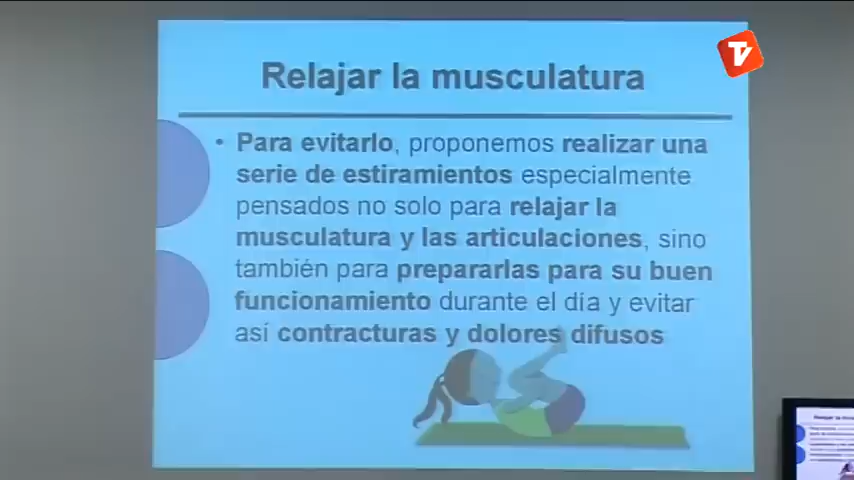 TV
Relajar la musculatura
• Para evitarlo, proponemos realizar una
serie de estiramientos especialmente
pensados no solo para relajar la
musculatura y las articulaciones, sino
también para prepararlas para su buen
funcionamiento durante el día y evitar
así contracturas y dolores difusos